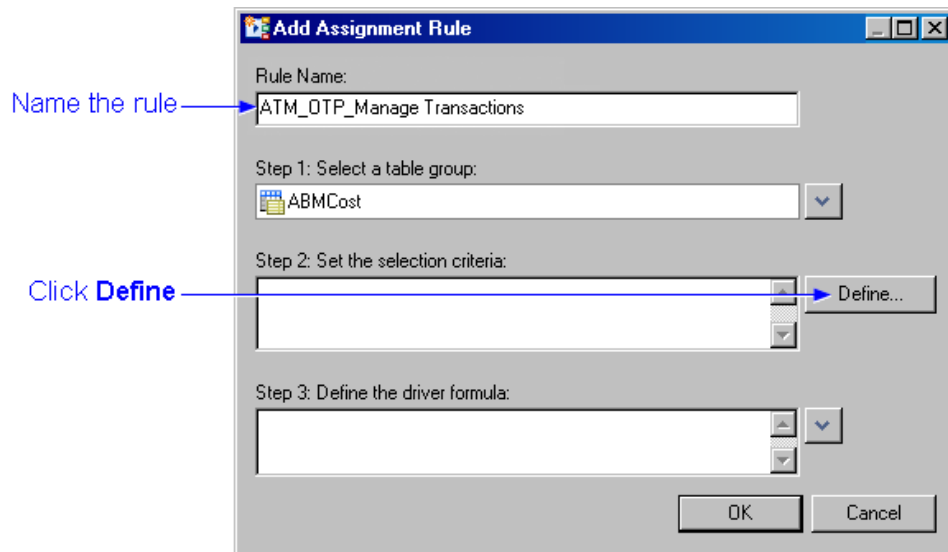 Add Assignment Rule
Rule Name:
Name the rule
ATM_OTP_Manage Transactions
Step 1: Select a table group:
ABMCost
Step 2: Set the selection criteria:
Click Define
Define...
Step 3: Define the driver formula:
OK Cancel